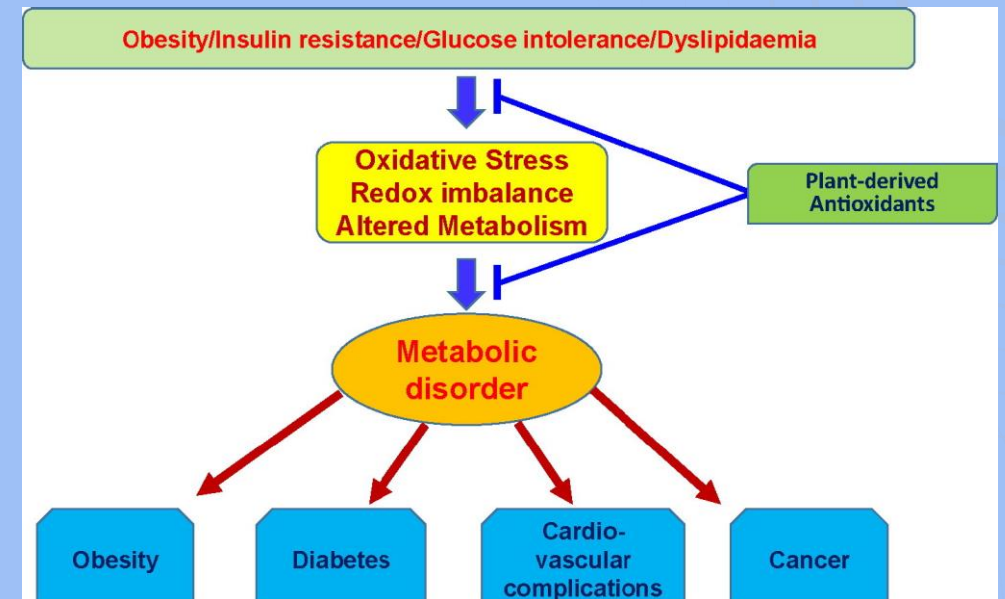 Obesity/Insulin resistance/Glucose intolerance/Dyslipidaemia
Oxidative Stress
Redox imbalance
Altered Metabolism
Plant-derived
Antioxidants
Metabolic
disorder
Obesity
Diabetes
Cardio-
vascular
complications
Cancer